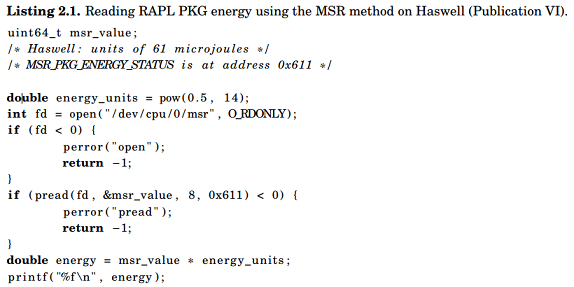 Listing 2.1. Reading RAPL PKG energy using the MSR method on Haswell (Publication VI).
uint64_t msr_value;
/* Haswell: units of 61 microjoules */
/* MSR_PKG_ENERGY_STATUS is at address 0x611 */
double energy_units = pow(0.5, 14);
int fd = open("/dev/cpu/0/msr", O_RDONLY);
if (fd < 0) {
perror("open");
return −1;
}
if (pread(fd, &msr_value, 8, 0x611) < 0) {
perror("pread");
return −1;
}
double energy = msr_value * energy_units;
printf("%f\n", energy);